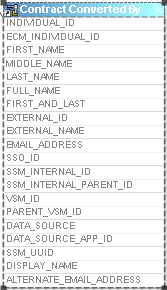 Contract Converted By
INDIVIDUAL_ID
ECM_INDIVIDUAL_ID
FIRST_NAME
MIDDLE_NAME
LAST_NAME
FULL_NAME
FIRST_AND_LAST
EXTERNAL_ID
EXTERNAL_NAME
EMAIL_ADDRESS
SSO_ID
SSM_INTERNAL_ID
SSM_INTERNAL_PARENT_ID
VSM_ID
PARENT_VSM_ID
DATA_SOURCE
DATA_SOURCE_APP_ID
SSM_UUID
DISPLAY_NAME
ALTERNATE_EMAIL_ADDRESS